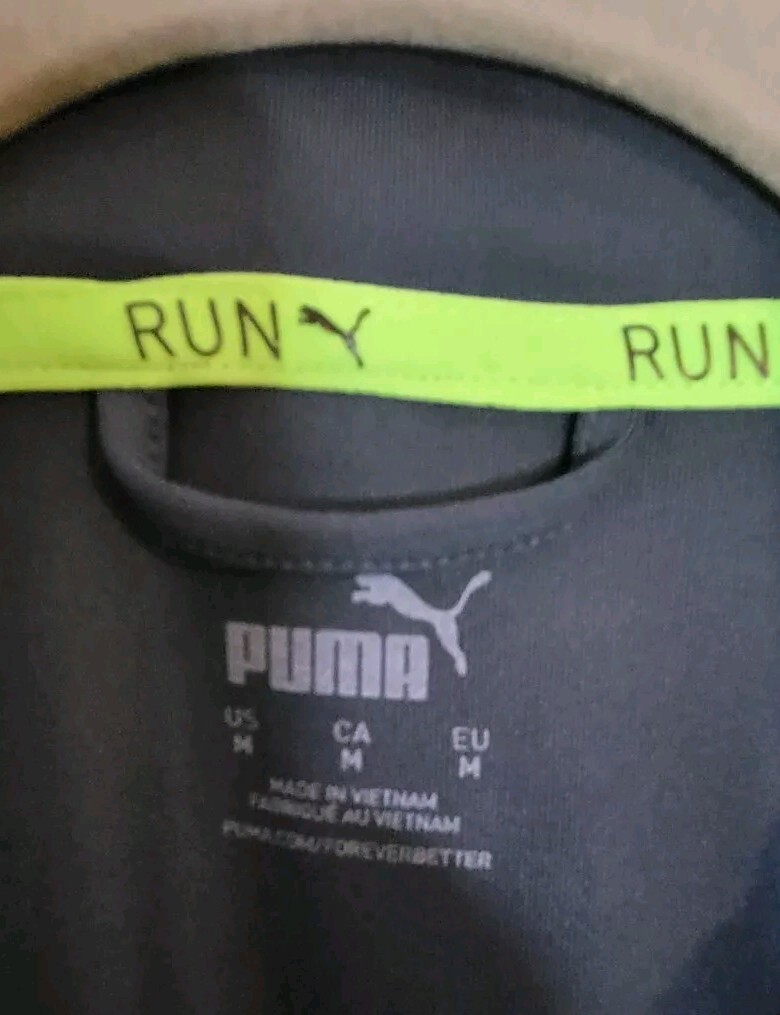 RUN RUN
PUMA
US CA EU
M M M
MADE IN VIETNAM
FABRIQUÉ AU VIETNAM
PUMA.COM/FOREVERBETTER